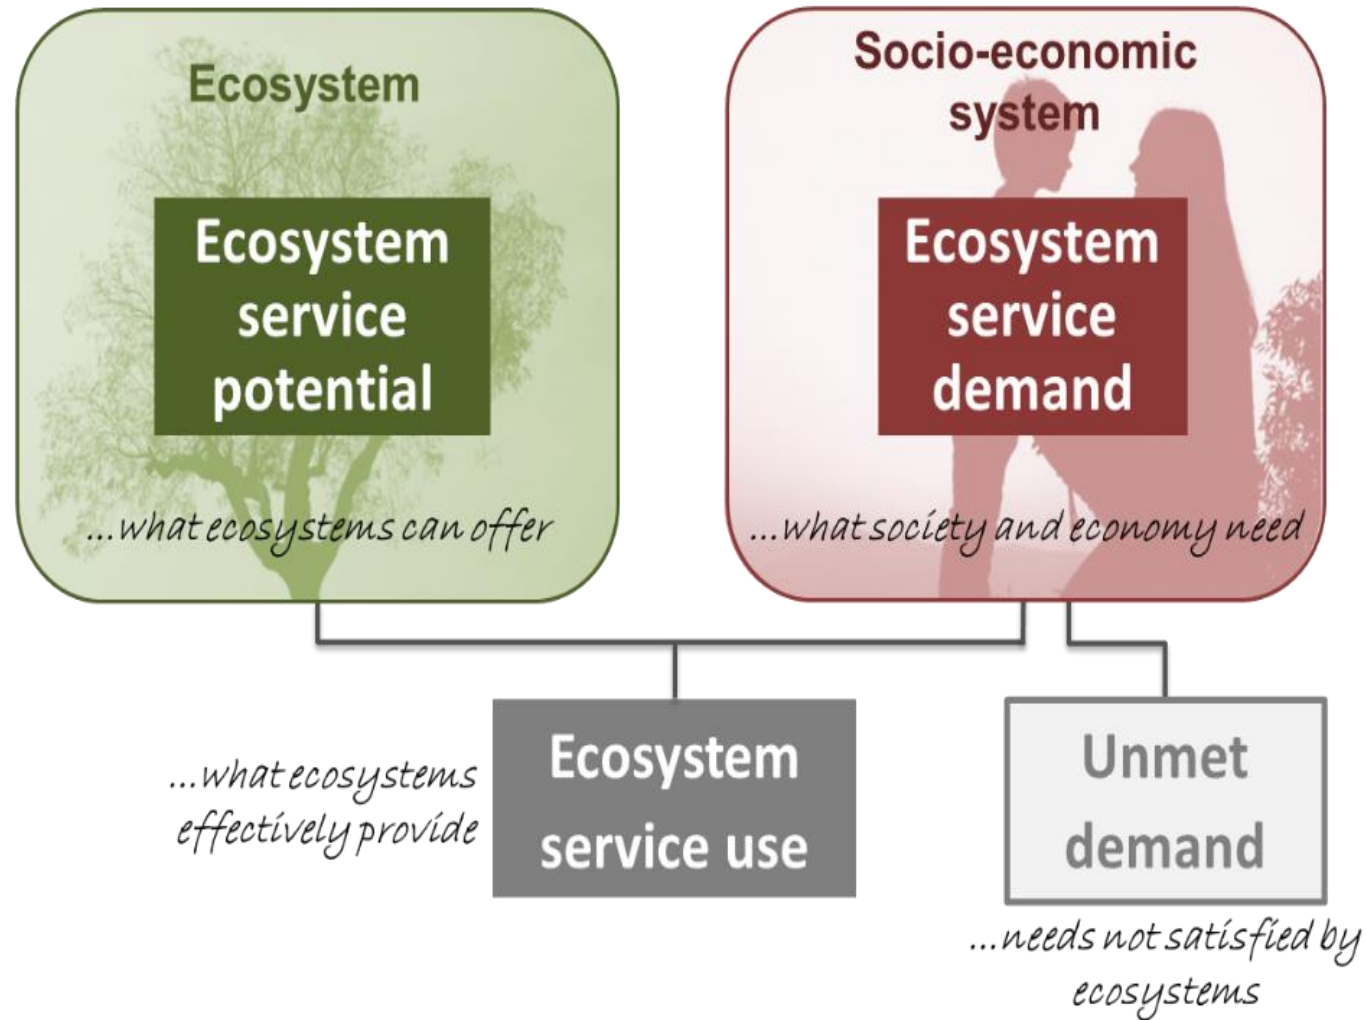 Ecosystem
Ecosystem
service
potential
...what ecosystems can offer
Socio-economic
system
Ecosystem
service
demand
...what society and economy need
...what ecosystems
effectively provide
Ecosystem
service use
Unmet
demand
...needs not satisfied by
ecosystems